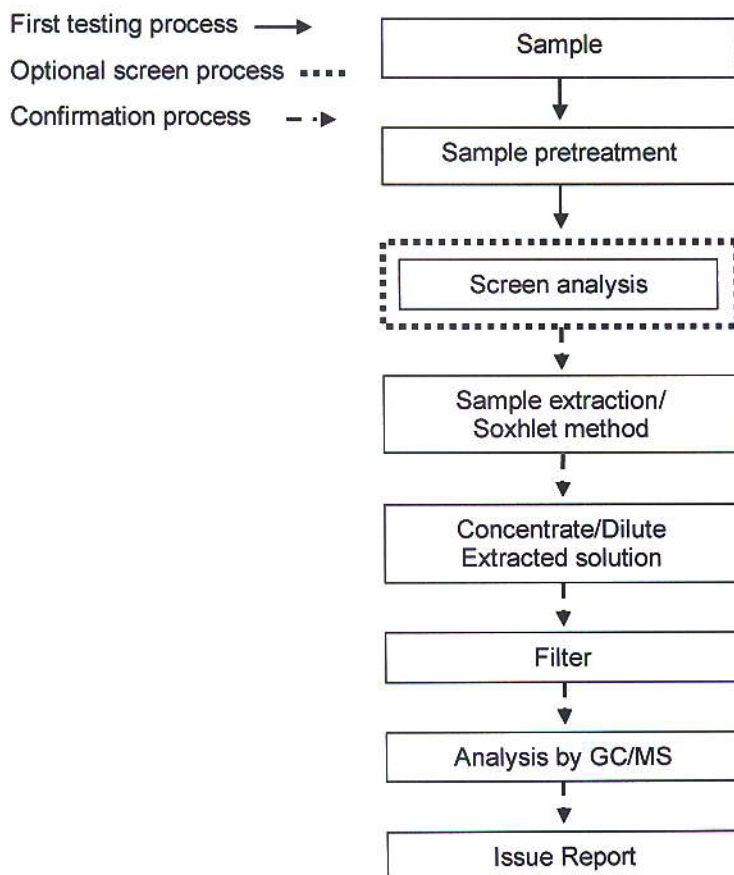 First testing process
Optional screen process
Confirmation process
Sample
Sample pretreatment
Screen analysis
Sample extraction/
Soxhlet method
Concentrate/Dilute
Extracted solution
Filter
Analysis by GC/MS
Issue Report